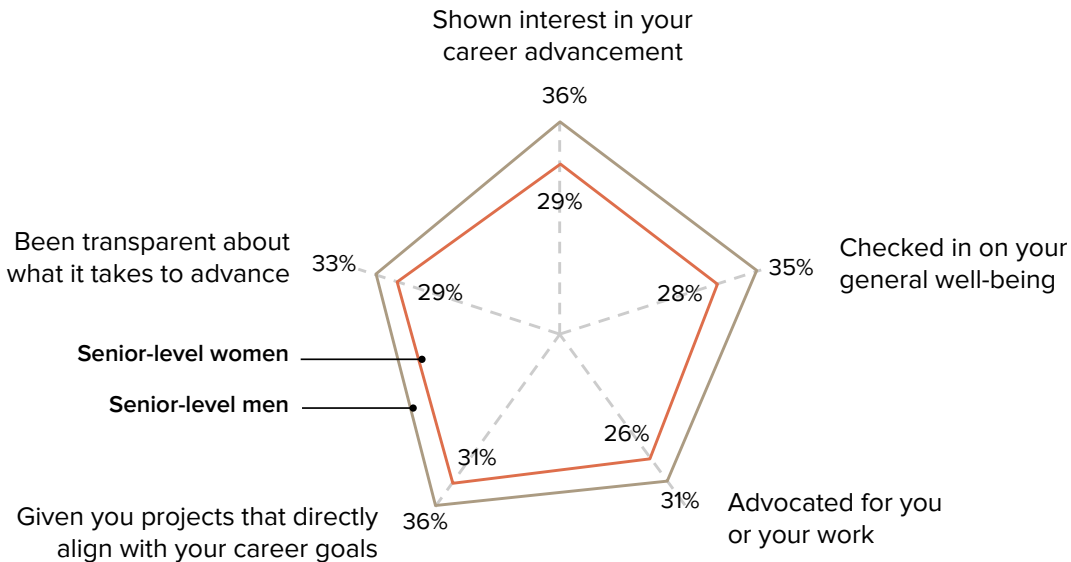 Shown interest in your
career advancement
36%
29%
Been transparent about
what it takes to advance
33%
29%
Checked in on your
general well-being
35%
28%
Senior-level women
Senior-level men
Given you projects that directly
align with your career goals
36%
31%
Advocated for you
or your work
31%
26%